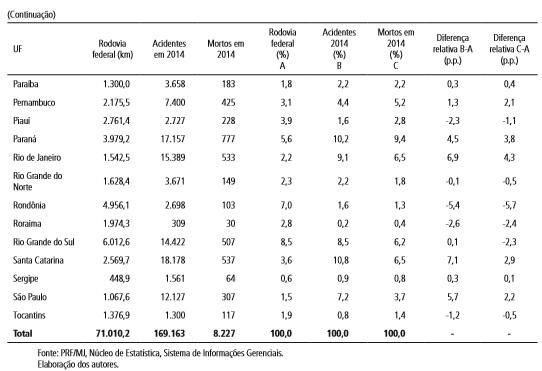 (Continuação)
UF Rodovia federal (km) Acidentes em 2014 Mortos em 2014 Rodovia federal (%) A Acidentes 2014 (%) B Mortos em 2014 (%) C Diferença relativa B-A (p.p.) Diferença relativa C-A (p.p.)
Paraíba 1.300,0 3.658 183 1,8 2,2 2,2 0,3 0,4
Pernambuco 2.175,5 7.400 425 3,1 4,4 5,2 1,3 2,1
Piauí 2.761,4 2.727 228 3,9 1,6 2,8 -2,3 -1,1
Paraná 3.979,2 17.157 777 5,6 10,2 9,4 4,5 3,8
Rio de Janeiro 1.542,5 15.389 533 2,2 9,1 6,5 6,9 4,3
Rio Grande do Norte 1.628,4 3.671 149 2,3 2,2 1,8 -0,1 -0,5
Rondônia 4.956,1 2.698 103 7,0 1,6 1,3 -5,4 -5,7
Roraima 1.974,3 309 30 2,8 0,2 0,4 -2,6 -2,4
Rio Grande do Sul 6.012,6 14.422 507 8,5 8,5 6,2 0,1 -2,3
Santa Catarina 2.569,7 18.178 537 3,6 10,8 6,5 7,1 2,9
Sergipe 448,9 1.561 64 0,6 0,9 0,8 0,3 0,1
São Paulo 1.067,6 12.127 307 1,5 7,2 3,7 5,7 2,2
Tocantins 1.376,9 1.300 117 1,9 0,8 1,4 -1,2 -0,5
Total 71.010,2 169.163 8.227 100,0 100,0 100,0 - -
Fonte: PRF/MJ, Núcleo de Estatística, Sistema de Informações Gerenciais.
Elaboração dos autores.